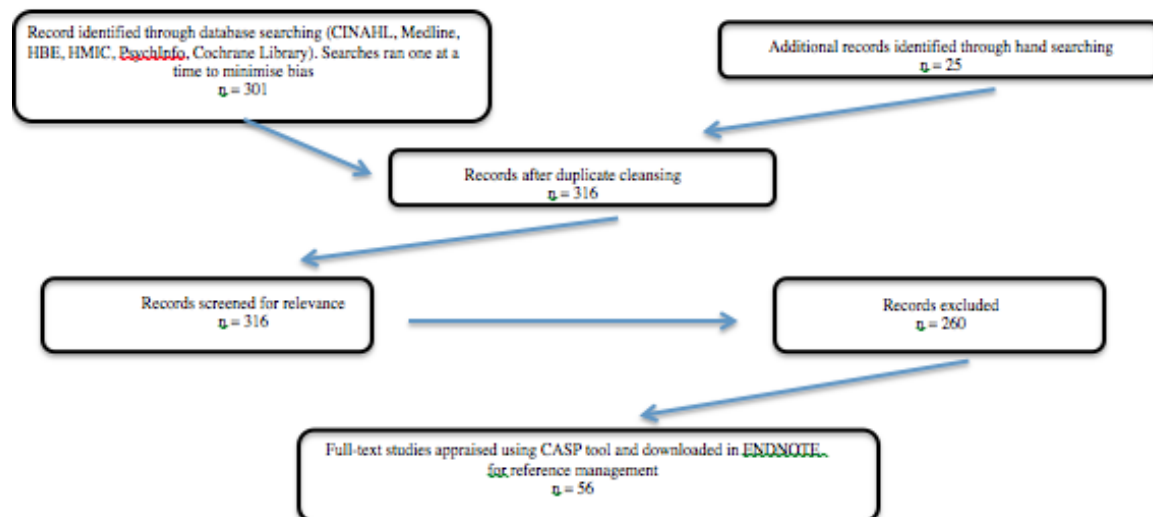 Record identified through database searching (CINAHL, Medline,
HBE, HMIC, PsychInfo, Cochrane Library). Searches ran one at a
time to minimise bias
n = 301
Additional records identified through hand searching
n = 25
Records after duplicate cleansing
n = 316
Records screened for relevance
n = 316
Records excluded
n = 260
Full-text studies appraised using CASP tool and downloaded in ENDNOTE
for reference management
n = 56